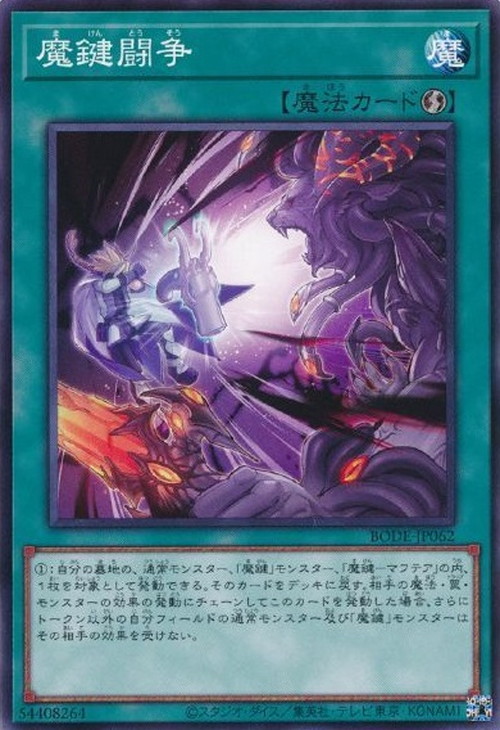 魔鍵闘争
魔
【魔法カード】
BODE-JP062
①:自分の墓地の、通常モンスター、「魔鍵」モンスター、「魔鍵-マフテア」の内、
1枚を対象として発動できる。そのカードをデッキに戻す。相手の魔法・罠・
モンスターの効果の発動にチェーンしてこのカードを発動した場合、さらに
トークン以外の自分フィールドの通常モンスター及び「魔鍵」モンスターは
その相手の効果を受けない。
54408264
©スタジオ・ダイス/集英社・テレビ東京・KONAMI